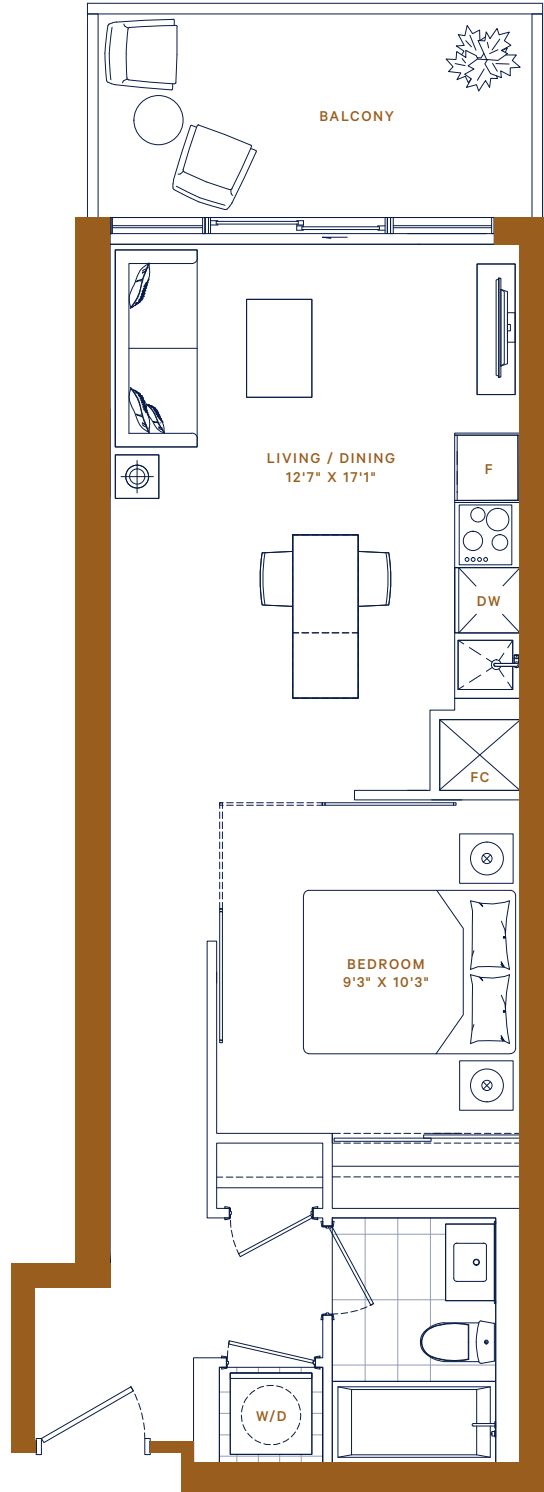 BALCONY
LIVING / DINING
12'7" X 17'1"
F
DW
FC
BEDROOM
9'3" X 10'3"
W/D